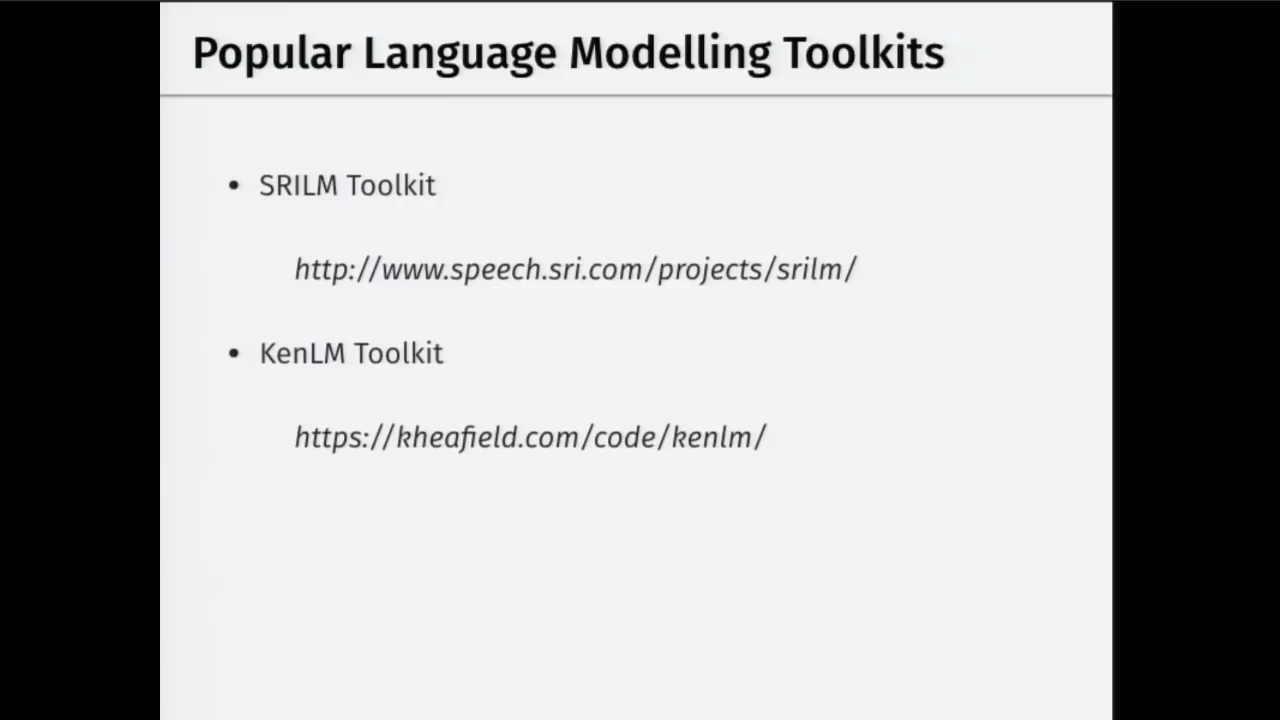 Popular Language Modelling Toolkits
• SRILM Toolkit
http://www.speech.sri.com/projects/srilm/
• KenLM Toolkit
https://kheafield.com/code/kenlm/